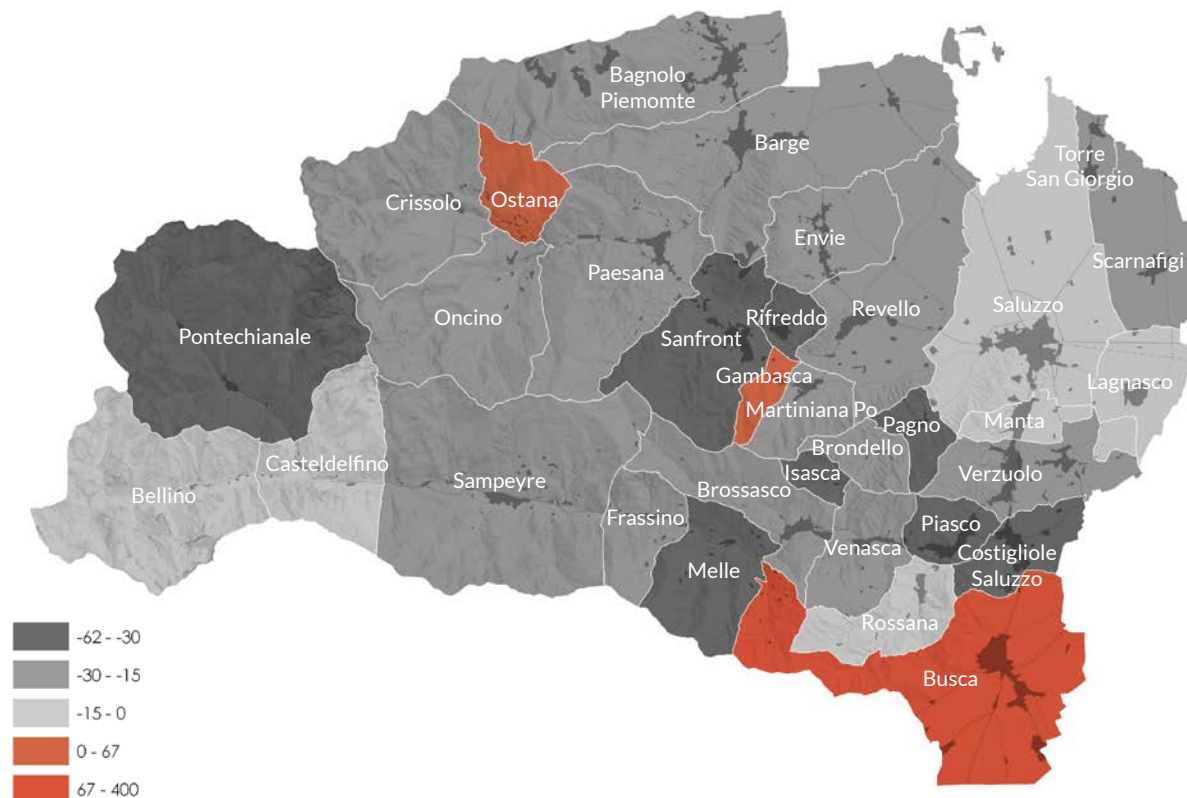 Bagnolo
Piemomte
Barge
Torre
San Giorgio
Crissolo
Ostana
Envie
Scarnafigi
Paesana
Oncino
Pontechianale
Sanfront
Rifreddo
Revello
Saluzzo
Gambasca
Lagnasco
Martiniana Po
Manta
Pagno
Brondello
Casteldelfino
Bellino
Sampeyre
Isasca
Verzuolo
Brossasco
Frassino
Piasco
Venasca
Costigliole
Saluzzo
Melle
Rossana
Busca
-62 - -30
-30 - -15
-15 - 0
0 - 67
67 - 400